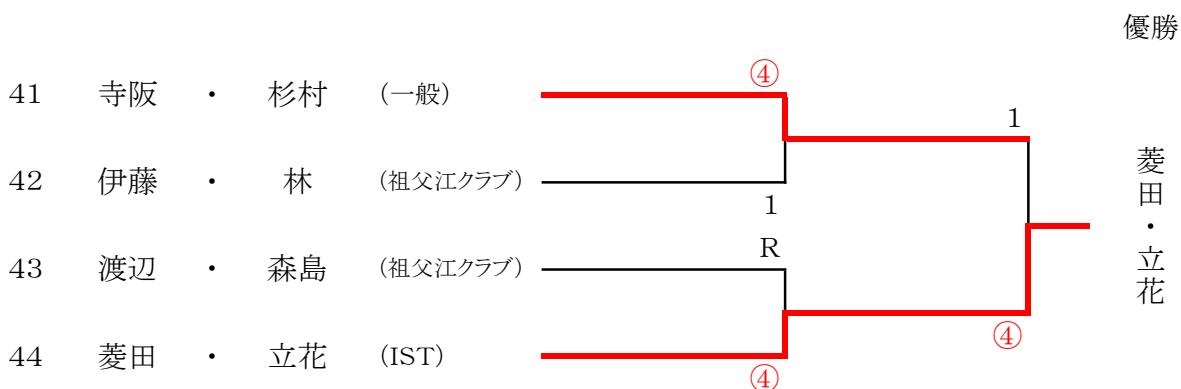 優勝
④
41 寺阪 ・ 杉村 (一般)
1
42 伊藤 ・ 林 (祖父江クラブ)
1
R
43 渡辺 ・ 森島 (祖父江クラブ)
④
44 菱田 ・ 立花 (IST)
④
菱田・立花